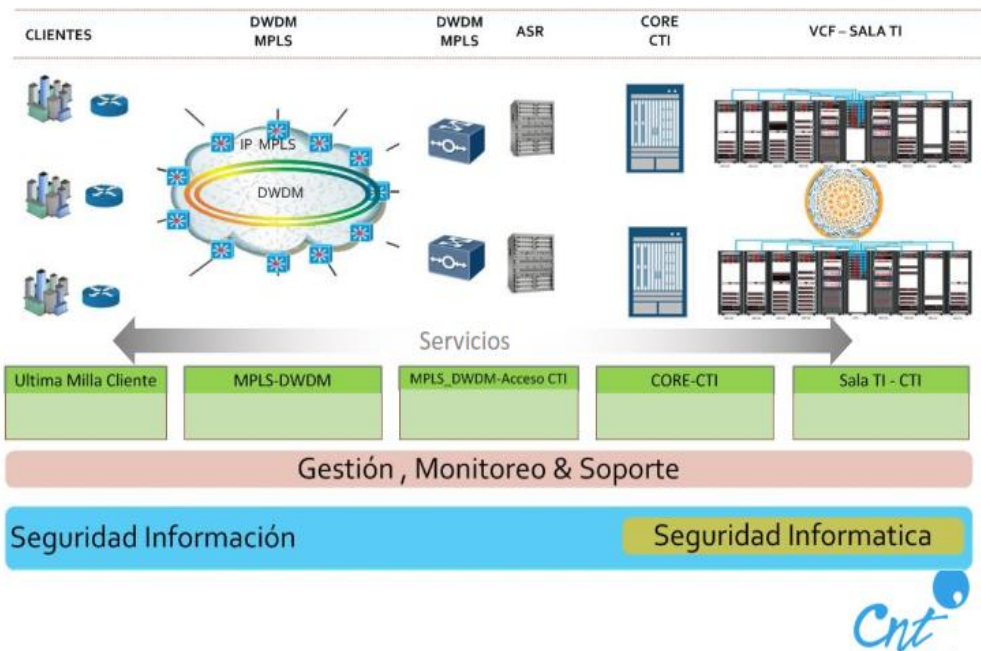 CLIENTES
DWDM
MPLS
DWDM
MPLS
ASR
CORE
CTI
VCF – SALA TI
IP MPLS
DWDM
Servicios
Ultima Milla Cliente
MPLS-DWDM
MPLS_DWDM-Acceso CTI
CORE-CTI
Sala TI - CTI
Gestión , Monitoreo & Soporte
Seguridad Información
Seguridad Informatica
Cnt